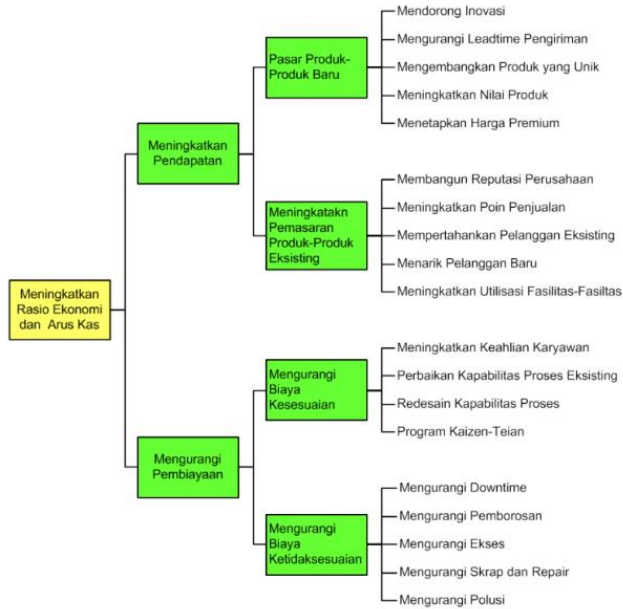 Meningkatkan
Rasio Ekonomi
dan Arus Kas
Meningkatkan
Pendapatan
Pasar Produk-
Produk Baru
Mendorong Inovasi
Mengurangi Leadtime Pengiriman
Mengembangkan Produk yang Unik
Meningkatkan Nilai Produk
Menetapkan Harga Premium
Meningkatakn
Pemasaran
Produk-Produk
Eksisting
Membangun Reputasi Perusahaan
Meningkatkan Poin Penjualan
Mempertahankan Pelanggan Eksisting
Menarik Pelanggan Baru
Meningkatkan Utilisasi Fasilitas-Fasiltas
Mengurangi
Pembiayaan
Mengurangi
Biaya
Kesesuaian
Meningkatkan Keahlian Karyawan
Perbaikan Kapabilitas Proses Eksisting
Redesain Kapabilitas Proses
Program Kaizen-Teian
Mengurangi
Biaya
Ketidaksesuaian
Mengurangi Downtime
Mengurangi Pemborosan
Mengurangi Ekses
Mengurangi Skrap dan Repair
Mengurangi Polusi